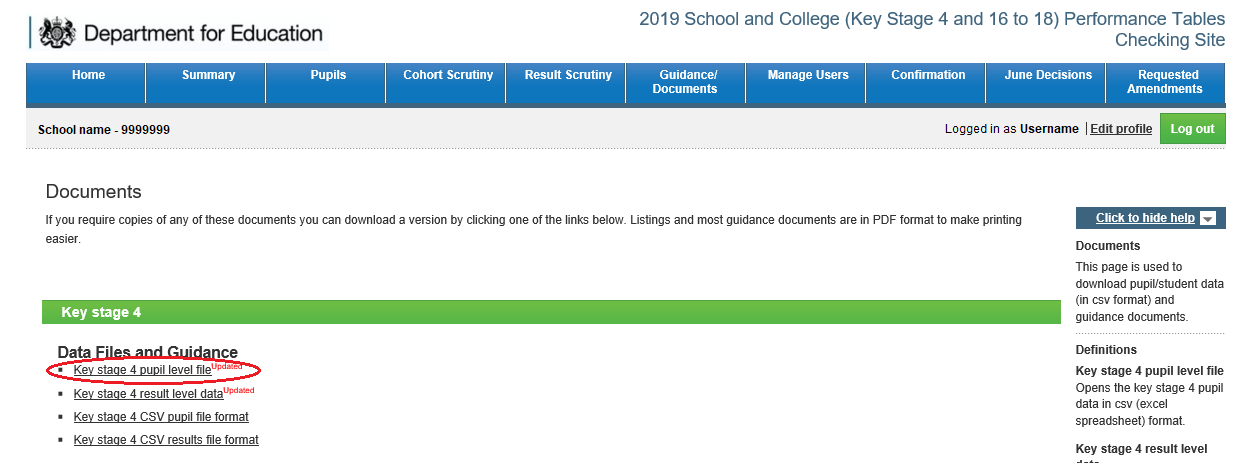 Department for Education
2019 School and College (Key Stage 4 and 16 to 18) Performance Tables
Checking Site
Home
Summary
Pupils
Cohort Scrutiny
Result Scrutiny
Guidance/
Documents
Manage Users
Confirmation
June Decisions
Requested
Amendments
School name - 9999999
Logged in as Username
Edit profile
Log out
Documents
If you require copies of any of these documents you can download a version by clicking one of the links below. Listings and most guidance documents are in PDF format to make printing
easier.
Key stage 4
Data Files and Guidance
Key stage 4 pupil level file Updated
Key stage 4 result level data Updated
Key stage 4 CSV pupil file format
Key stage 4 CSV results file format
Click to hide help
Documents
This page is used to
download pupil/student data
(in csv format) and
guidance documents.
Definitions
Key stage 4 pupil level file
Opens the key stage 4 pupil
data in csv (excel
spreadsheet) format.
Key stage 4 result level